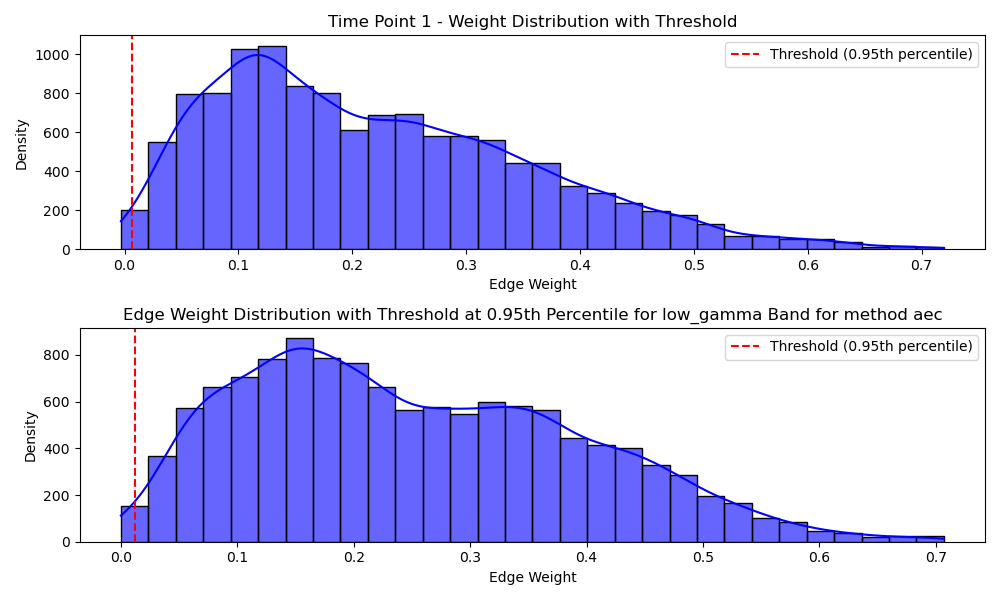 Time Point 1 - Weight Distribution with Threshold
Threshold (0.95th percentile)
Density
1000
800
600
400
200
0
0.0 0.1 0.2 0.3 0.4 0.5 0.6 0.7
Edge Weight
Edge Weight Distribution with Threshold at 0.95th Percentile for low_gamma Band for method aec
Threshold (0.95th percentile)
Density
800
600
400
200
0
0.0 0.1 0.2 0.3 0.4 0.5 0.6 0.7
Edge Weight